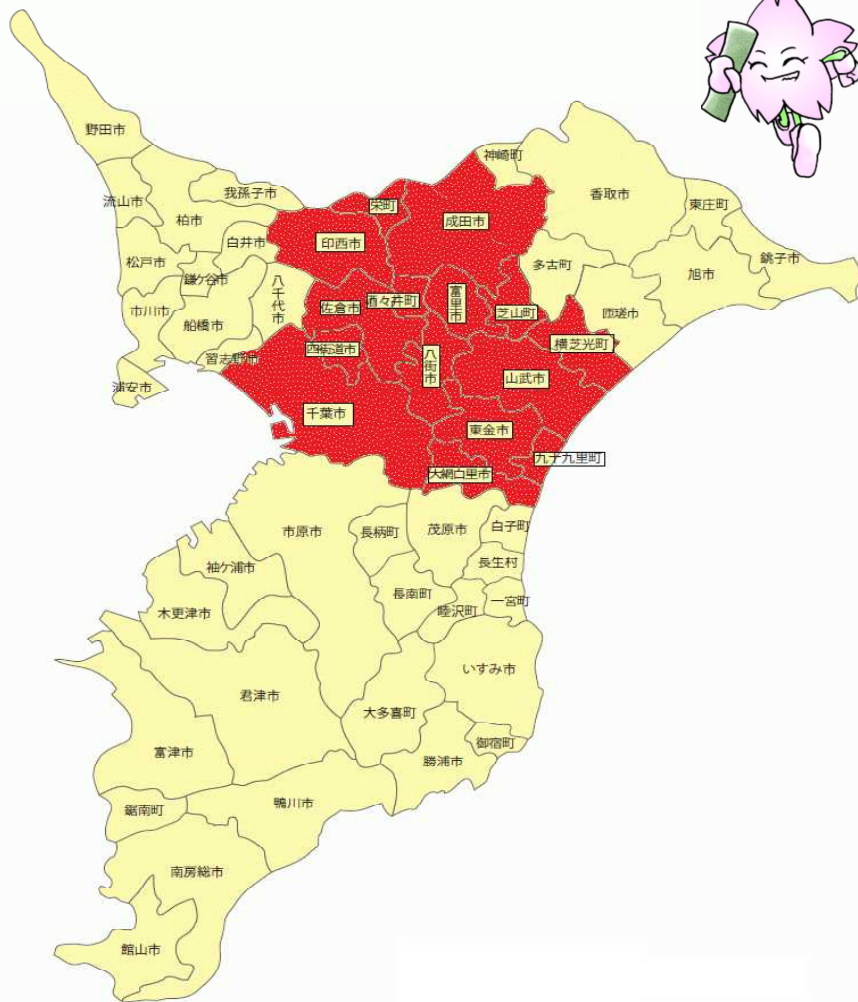 野田市
神崎町
香取市
流山市
我孫子市
柏市
栄町
東庄町
成田市
白井市
印西市
銚子市
松戸市
多古町
旭市
鎌ケ谷市
八千代市
富里市
酒々井町
佐倉市
市川市
芝山町
匝瑳市
船橋市
横芝光町
習志野市
四街道市
八街市
山武市
浦安市
千葉市
東金市
九十九里町
大網白里市
市原市
長柄町
茂原市
白子町
長生村
袖ケ浦市
長南町
一宮町
木更津市
睦沢町
いすみ市
君津市
大多喜町
御宿町
富津市
勝浦市
鋸南町
鴨川市
南房総市
館山市